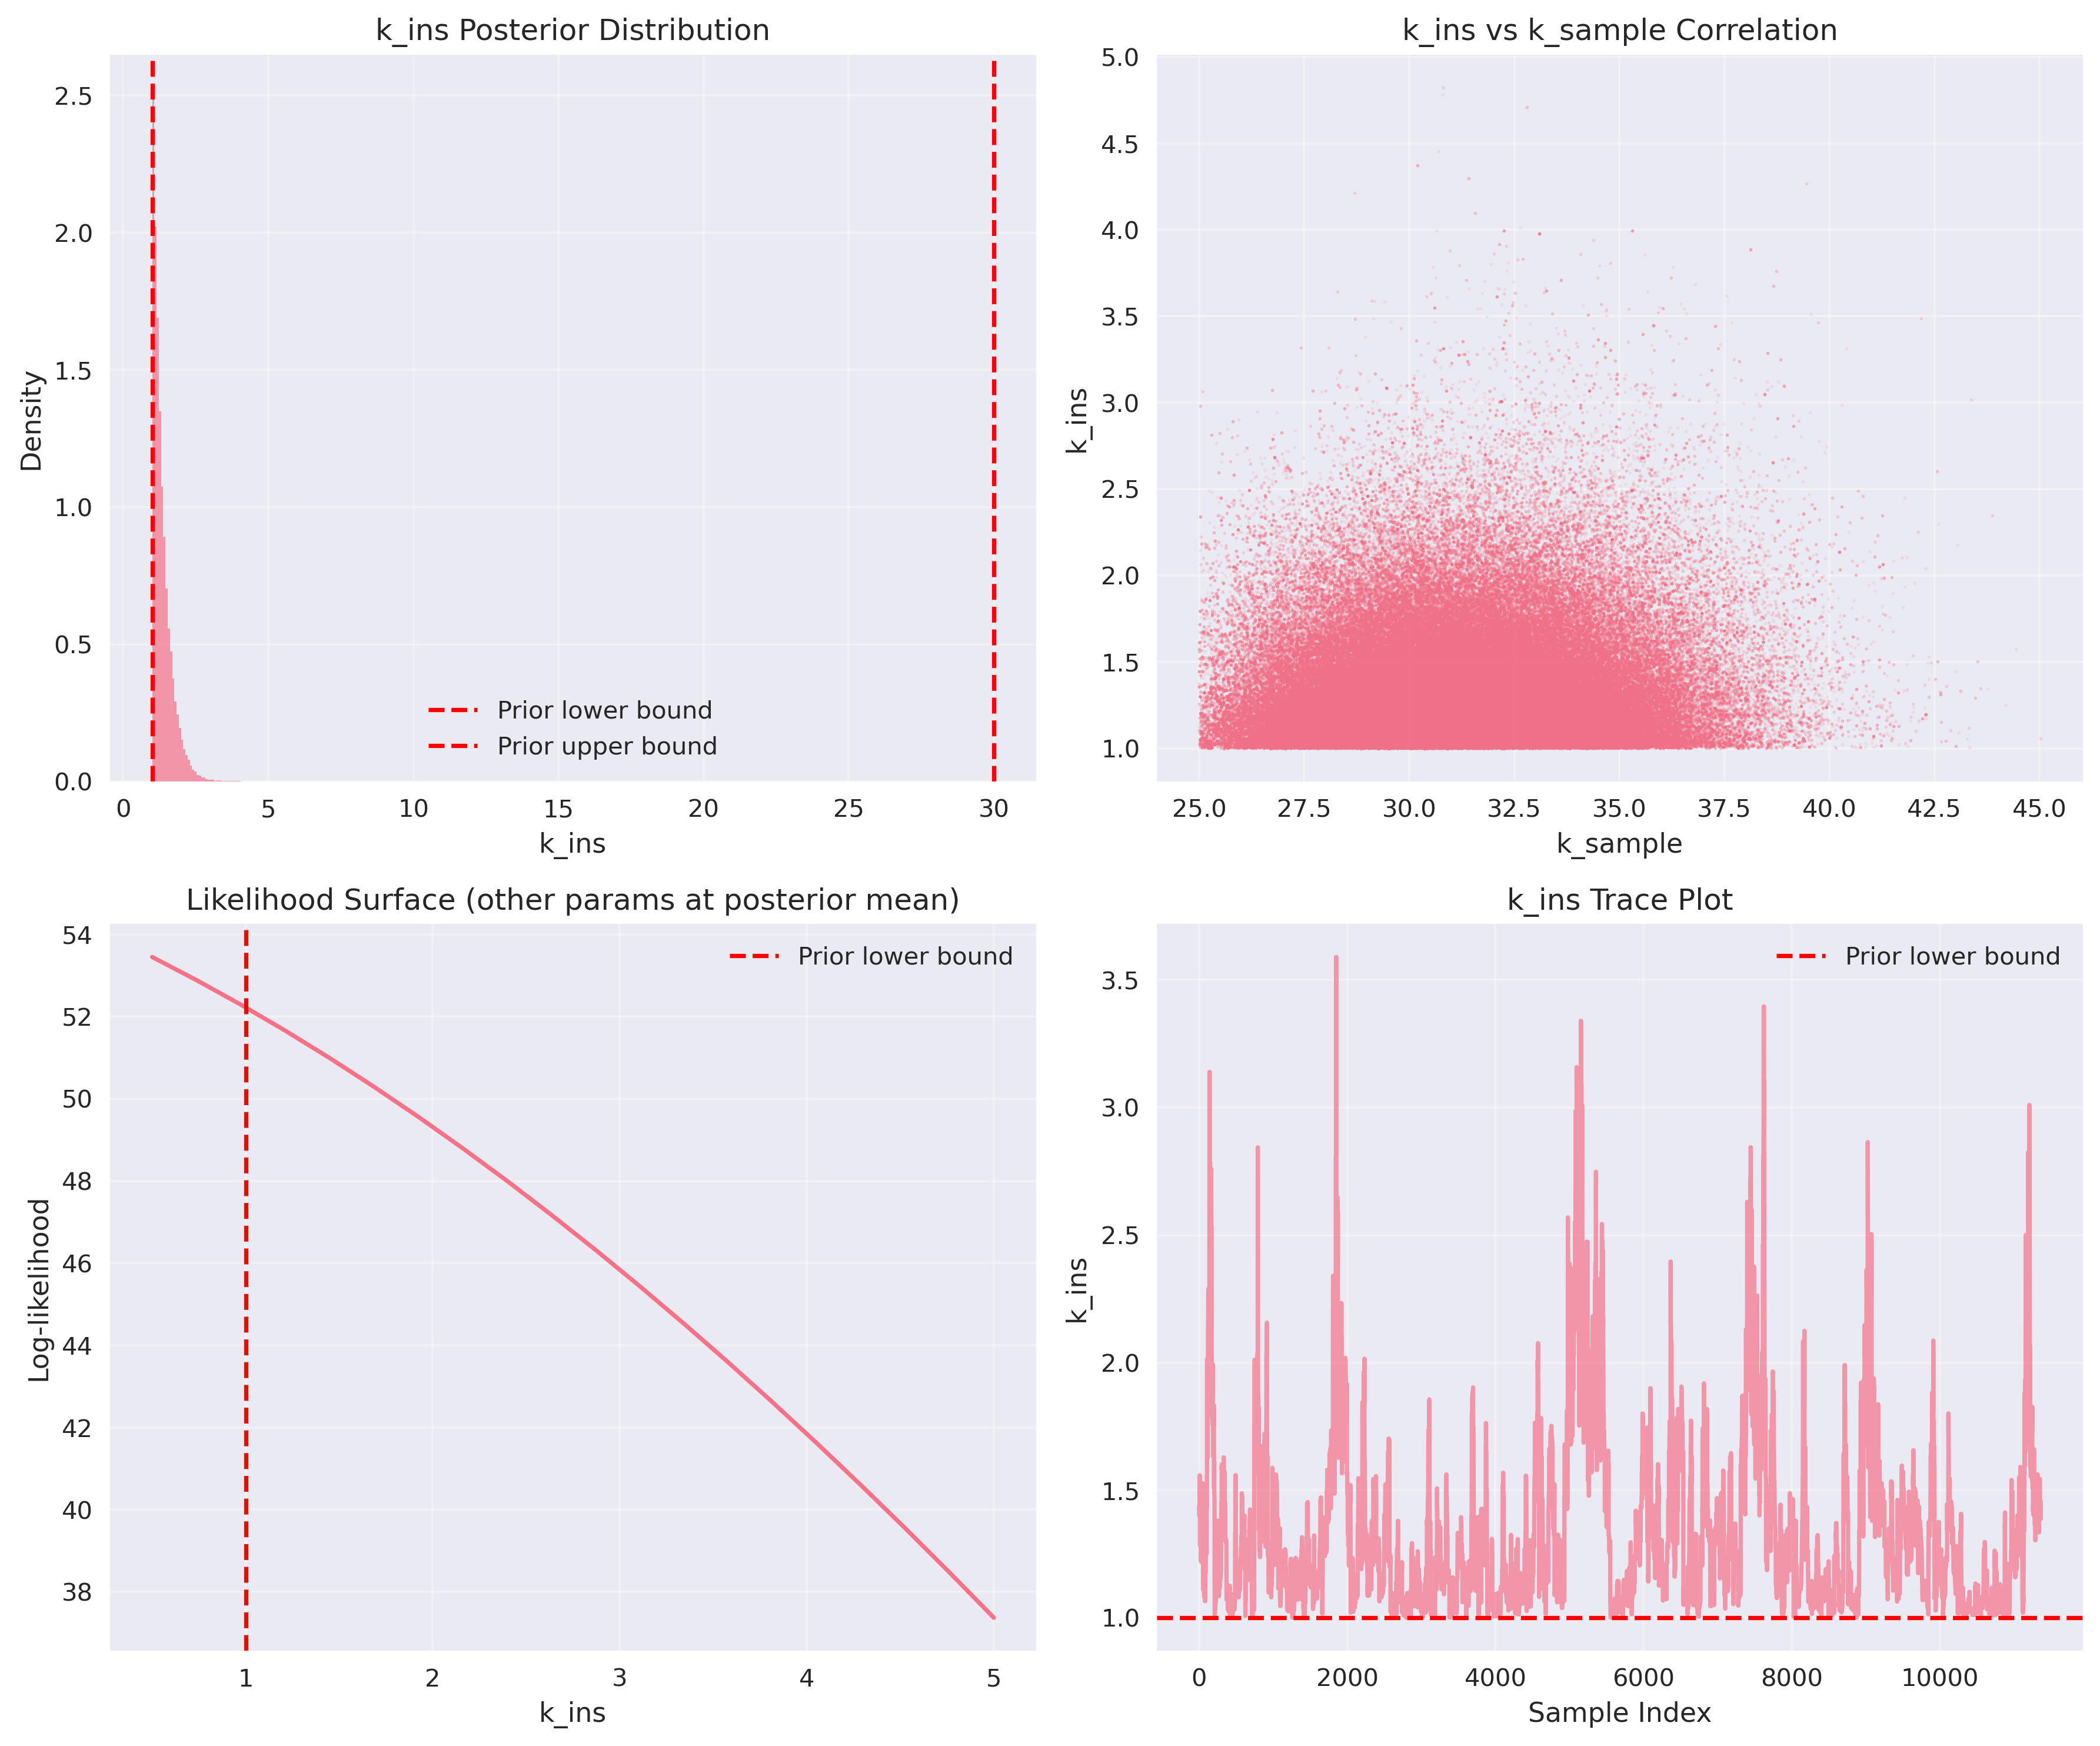 k_ins Posterior Distribution
2.5
2.0
1.5
1.0
0.5
0.0
Density
Prior lower bound
Prior upper bound
0 5 10 15 20 25 30
k_ins
k_ins vs k_sample Correlation
5.0
4.5
4.0
3.5
3.0
2.5
2.0
1.5
1.0
k_ins
25.0 27.5 30.0 32.5 35.0 37.5 40.0 42.5 45.0
k_sample
Likelihood Surface (other params at posterior mean)
Prior lower bound
54
52
50
48
46
44
42
40
38
Log-likelihood
1 2 3 4 5
k_ins
k_ins Trace Plot
Prior lower bound
3.5
3.0
2.5
2.0
1.5
1.0
k_ins
0 2000 4000 6000 8000 10000
Sample Index